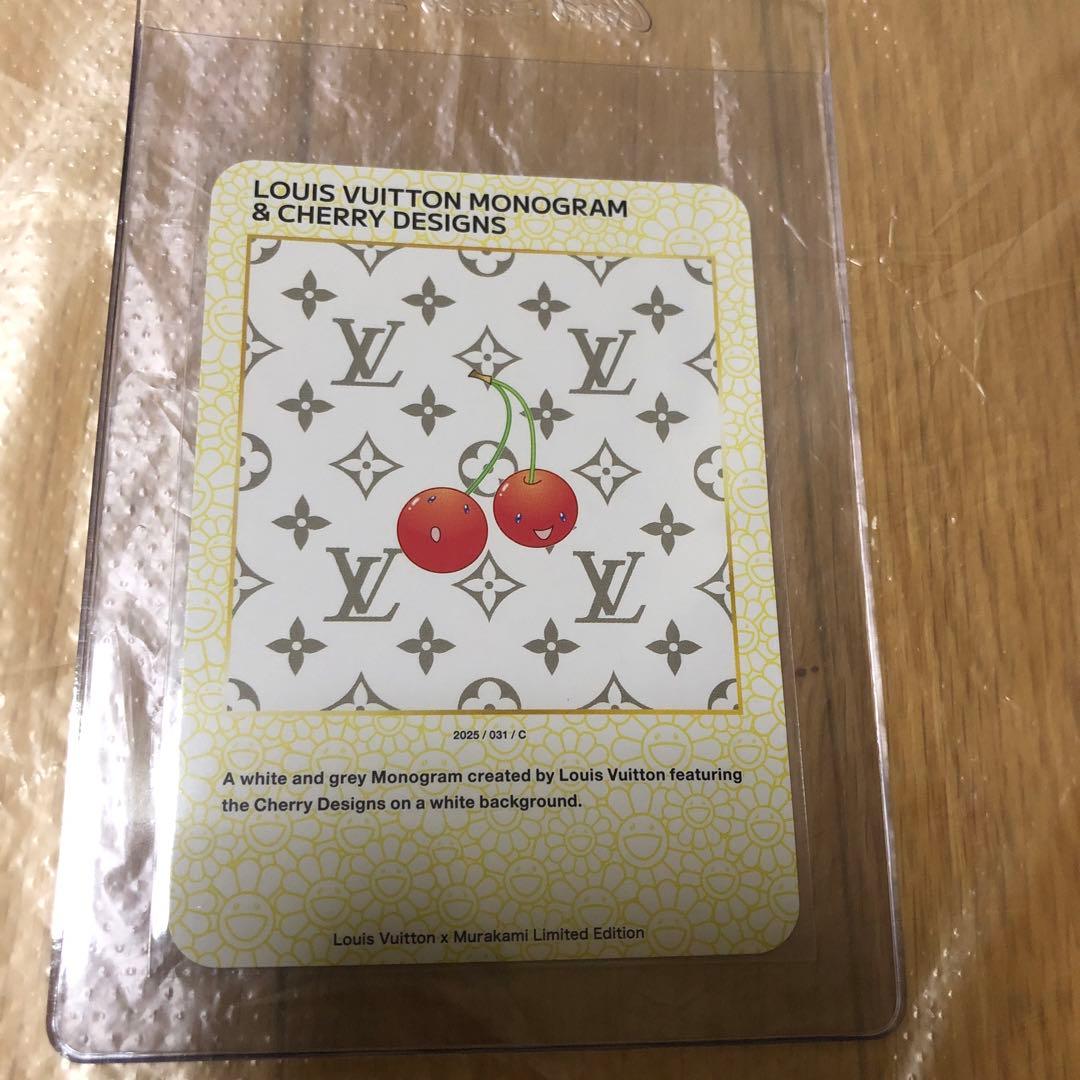 LOUIS VUITTON MONOGRAM
& CHERRY DESIGNS
LV LV
LV LV
2025 / 031 / C
A white and grey Monogram created by Louis Vuitton featuring
the Cherry Designs on a white background.
Louis Vuitton x Murakami Limited Edition